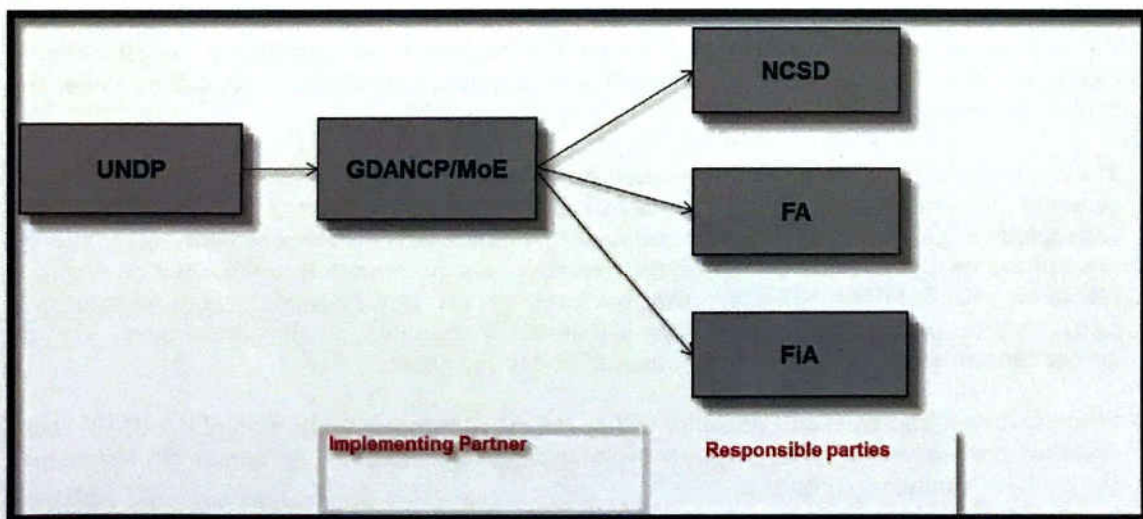 NCSD
UNDP
GDANCP/MoE
FA
FiA
Implementing Partner
Responsible parties